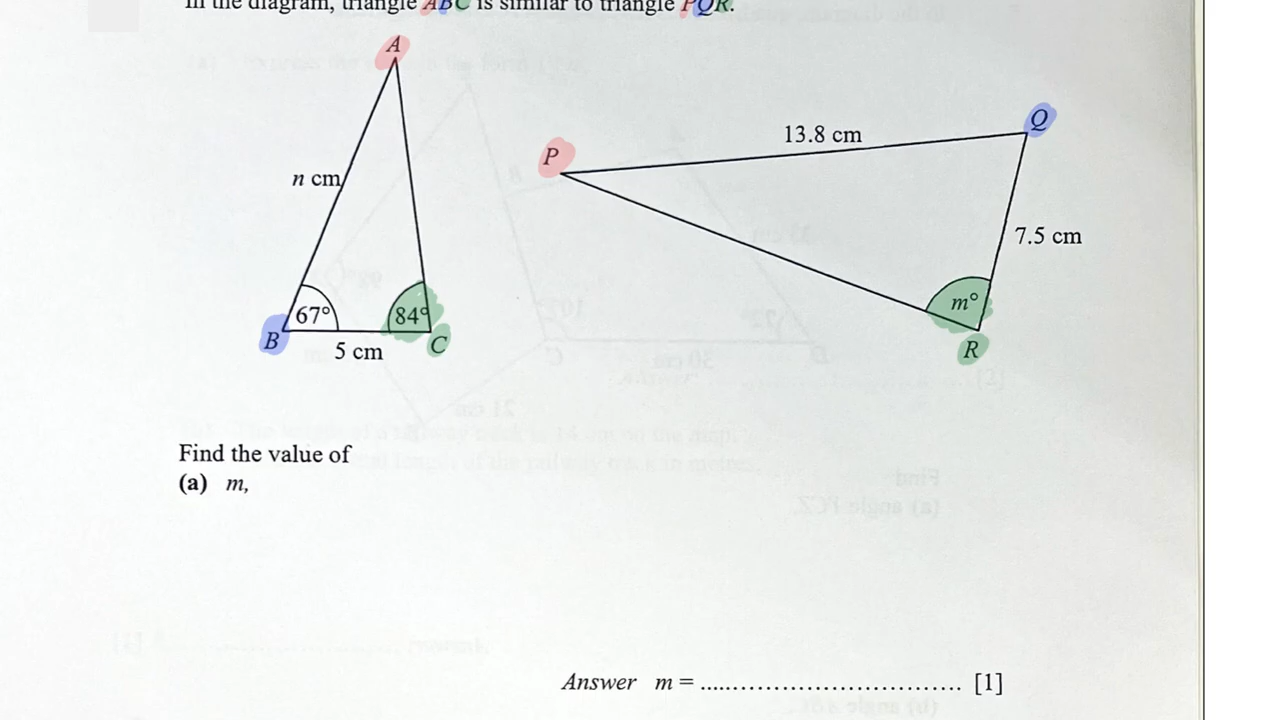 In the diagram, triangle ABC is similar to triangle PQR.
A
Q
13.8 cm
P
n cm
7.5 cm
m°
67°
84°
B
C
R
5 cm
Find the value of
(a) m,
Answer m = .................................. [1]